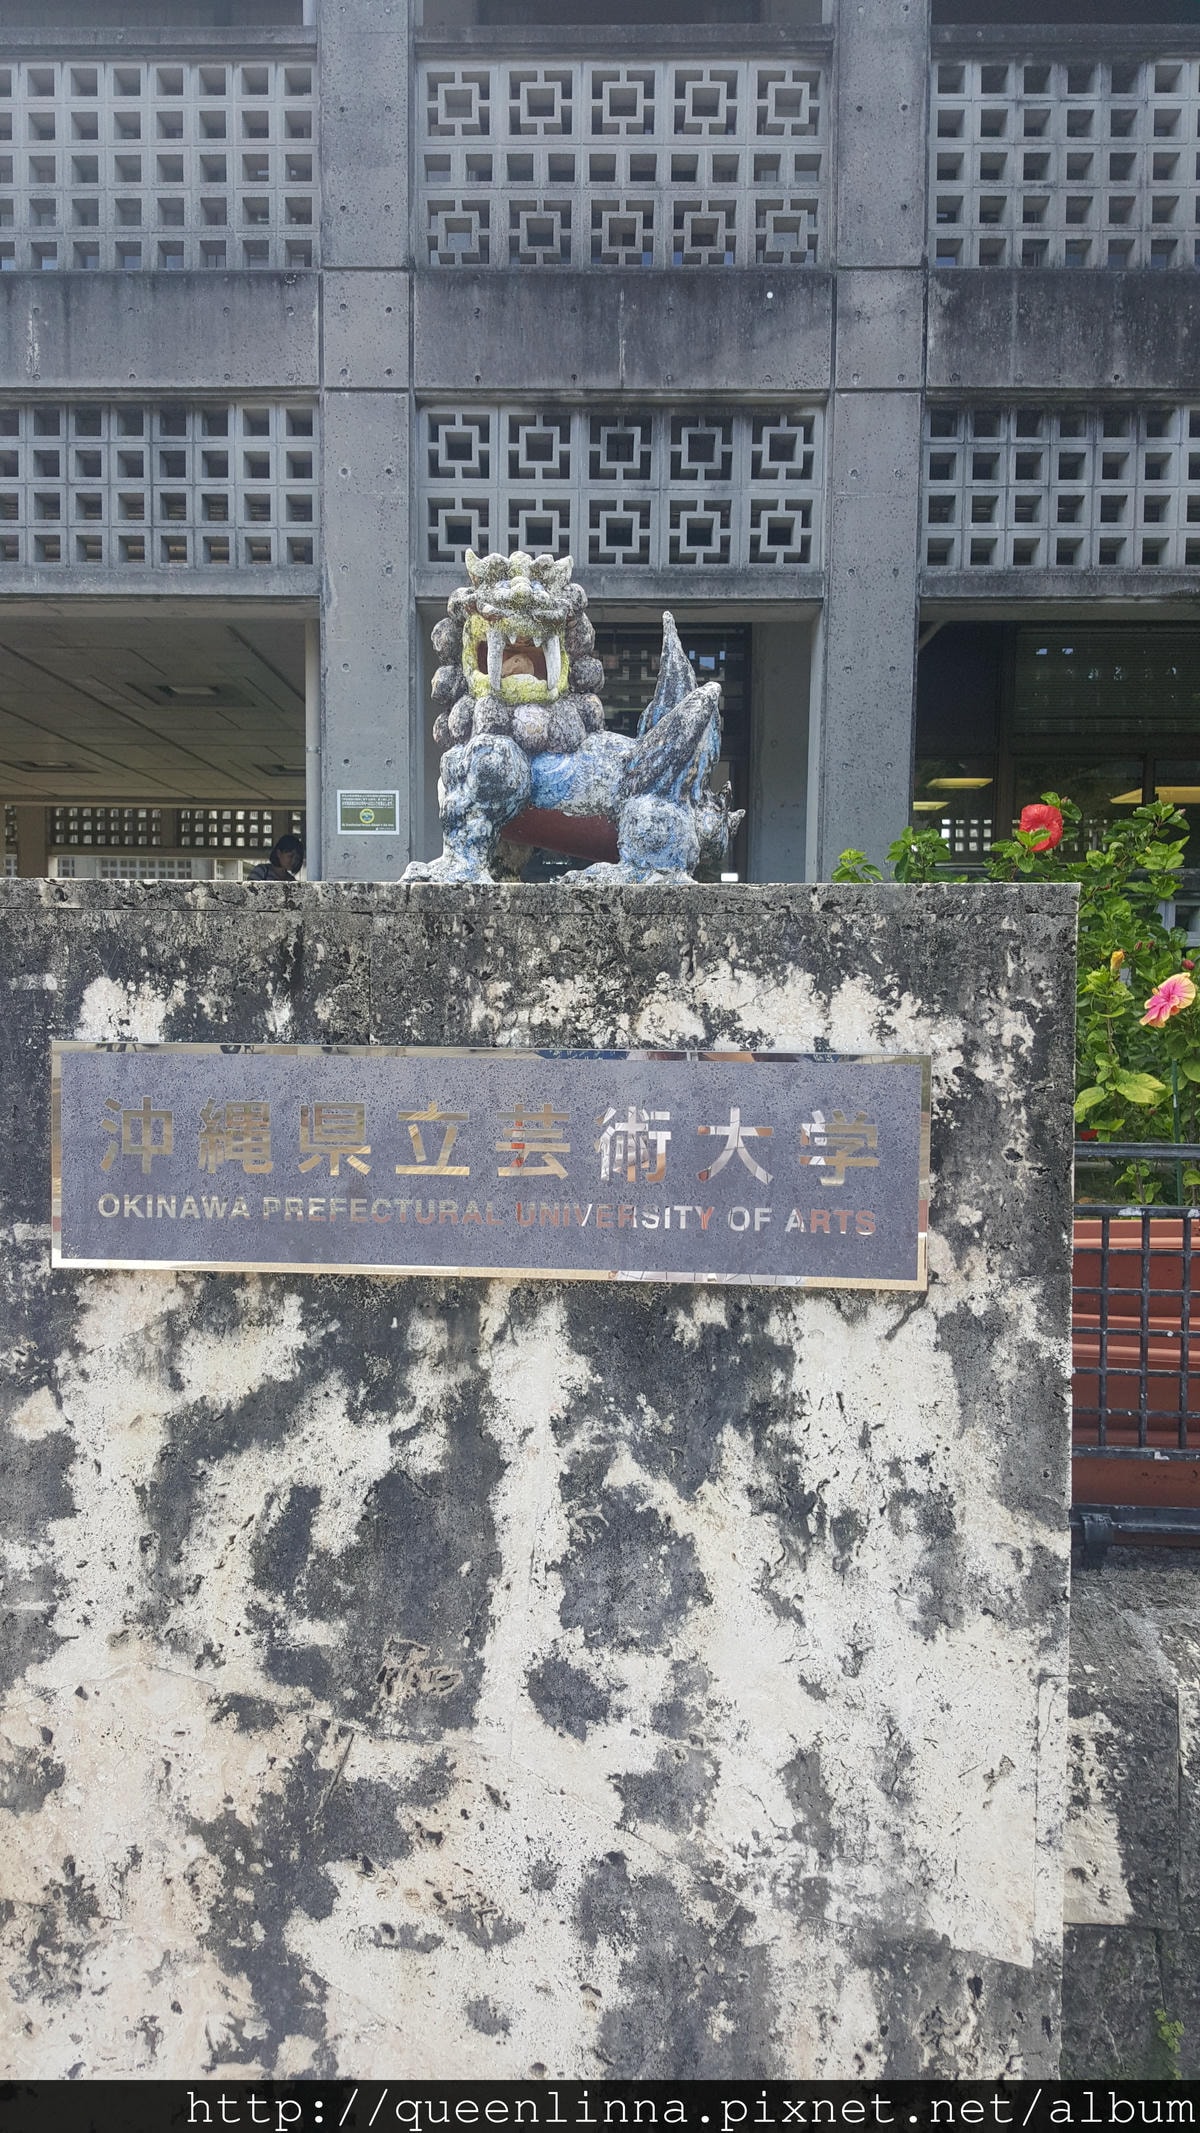 沖縄県立芸術大学
OKINAWA PREFECTURAL UNIVERSITY OF ARTS
http://queenlinna.pixnet.net/album